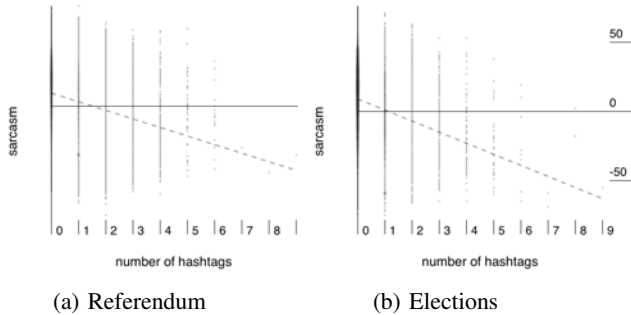 sarcasm
0 1 2 3 4 5 6 7 8
number of hashtags
(a) Referendum
sarcasm
50
0
-50
0 1 2 3 4 5 6 7 8 9
number of hashtags
(b) Elections